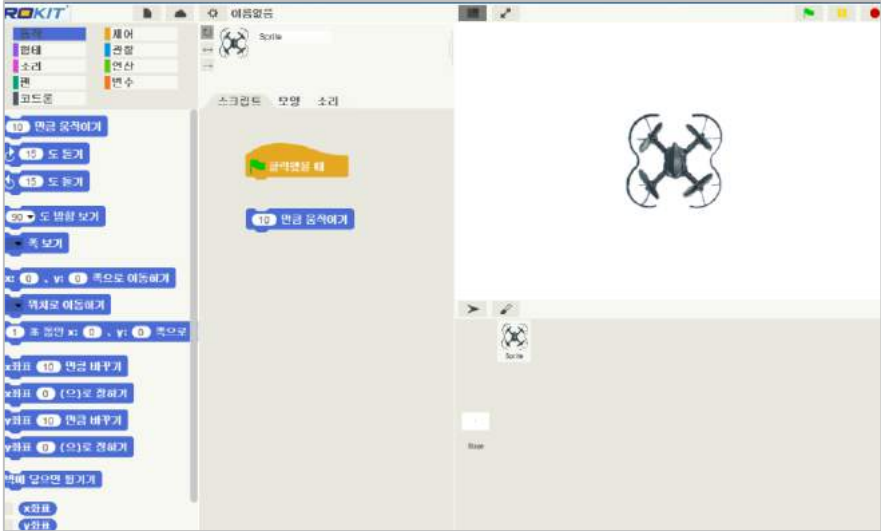 ROKIT
이름없음
Sprite
동작
제어
형태
관찰
소리
연산
펜
변수
코드론
스크립트 모양 소리
10 만큼 움직이기
15 도 돌기
15 도 돌기
90 도 방향 보기
쪽 보기
x: 0 , y: 0 쪽으로 이동하기
위치로 이동하기
1 초 동안 x: 0 , y: 0 쪽으로
x좌표 10 만큼 바꾸기
x좌표 0 (으)로 정하기
y좌표 10 만큼 바꾸기
y좌표 0 (으)로 정하기
벽에 닿으면 튕기기
x좌표
y좌표
클릭했을 때
10 만큼 움직이기
Sprite